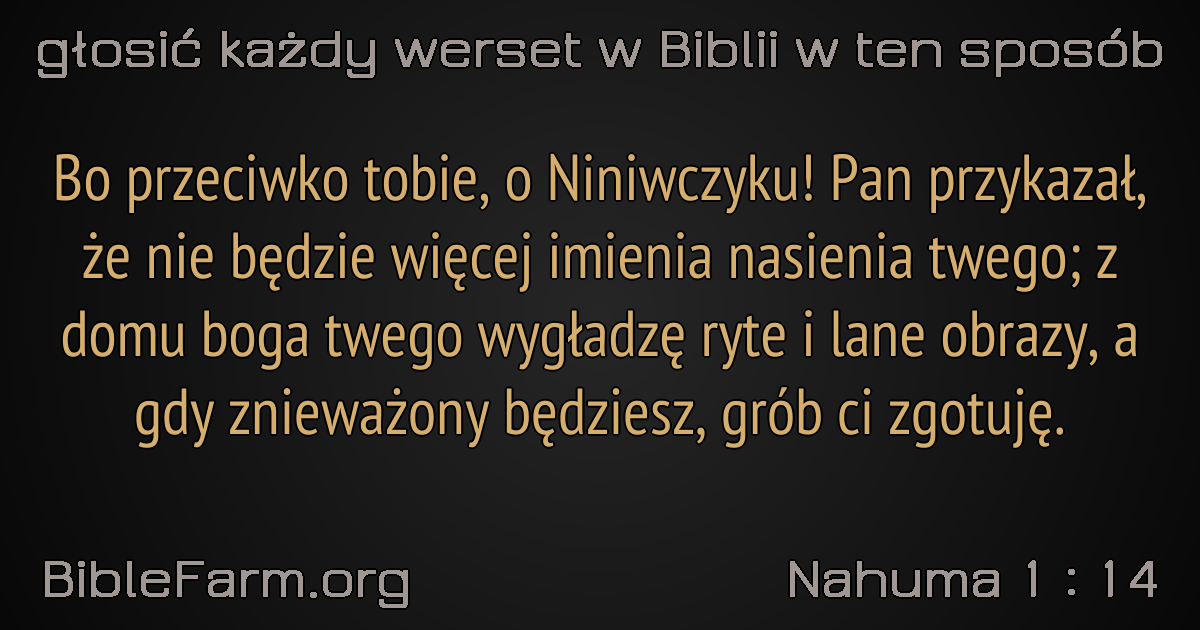 głosić każdy werset w Biblii w ten sposób
Bo przeciwko tobie, o Niniwczyku! Pan przykazał,
że nie będzie więcej imienia nasienia twego; z
domu boga twego wygładzę ryte i lane obrazy, a
gdy znieważony będziesz, grób ci zgotuję.
BibleFarm.org
Nahuma 1 : 14